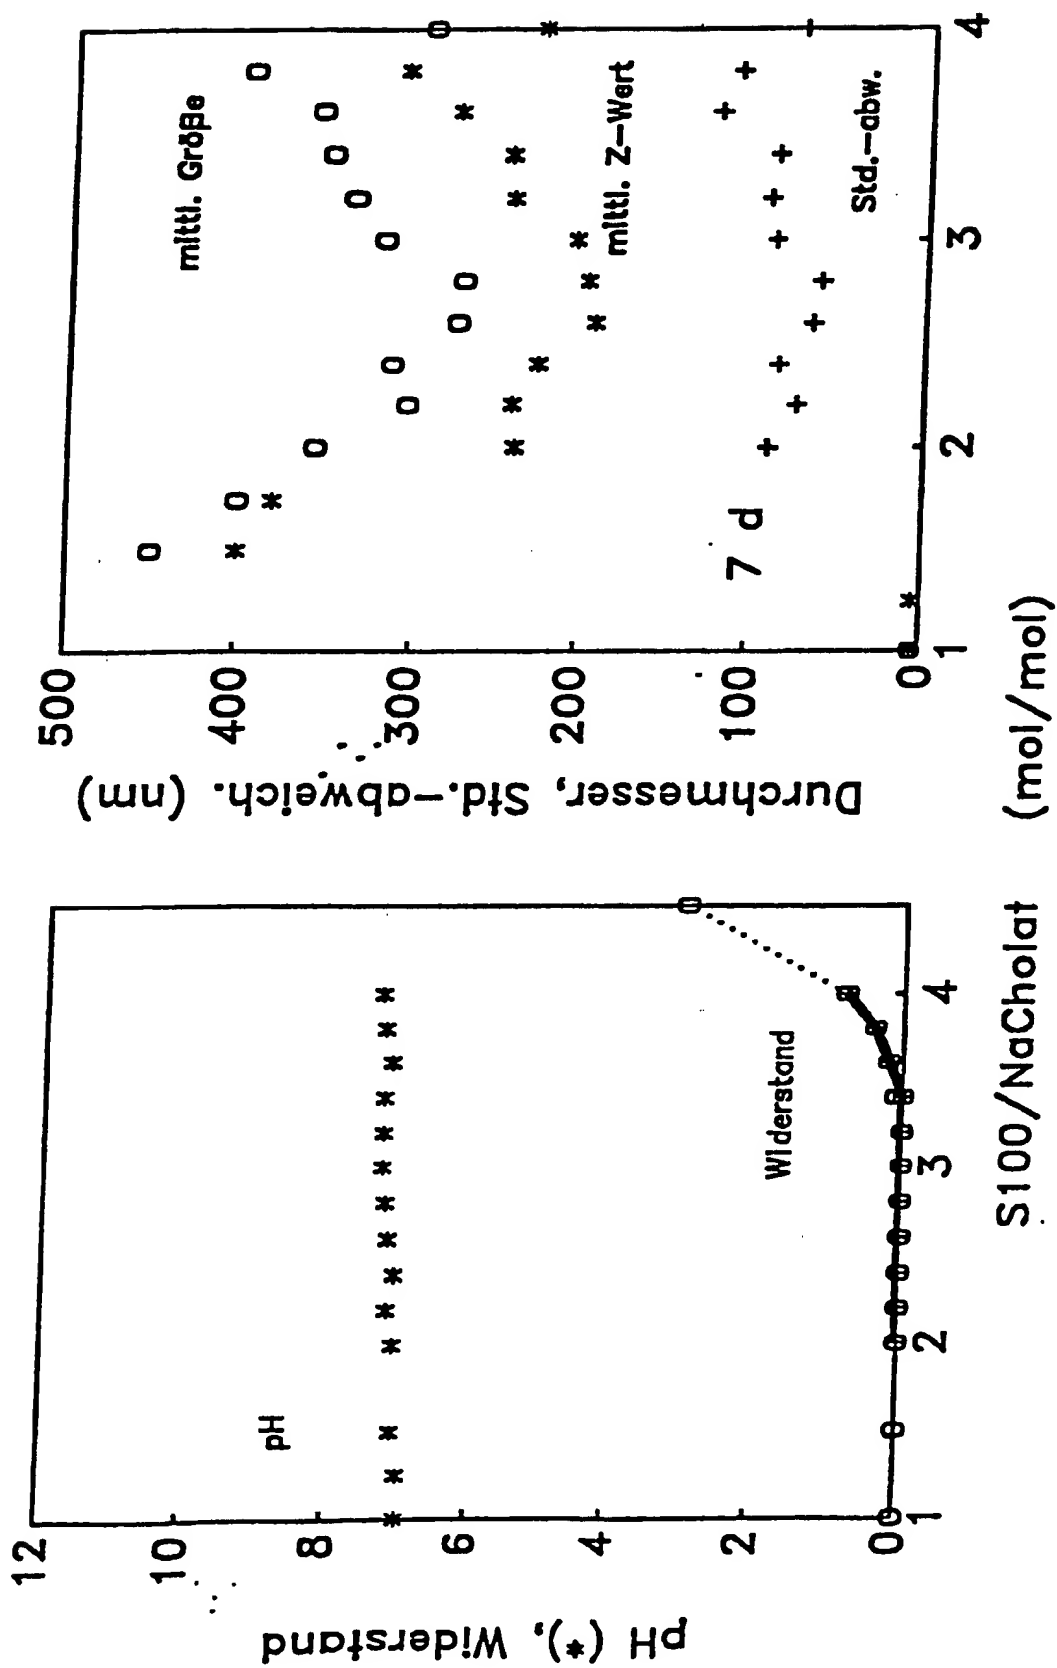 pH (*), Widerstand
12
10
8
6
4
2
0
pH
Widerstand
1
2
3
4
Durchmesser, Std.-abweich. (nm)
500
400
300
200
100
0
mittl. Größe
mittl. Z-Wert
Std.-abw.
7 d
1
2
3
4
S100/NaCholat (mol/mol)